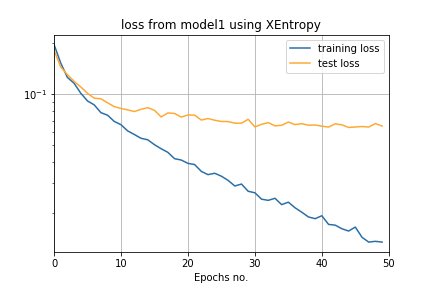 loss from model1 using XEntropy
training loss
test loss
10⁻¹
0 10 20 30 40 50
Epochs no.